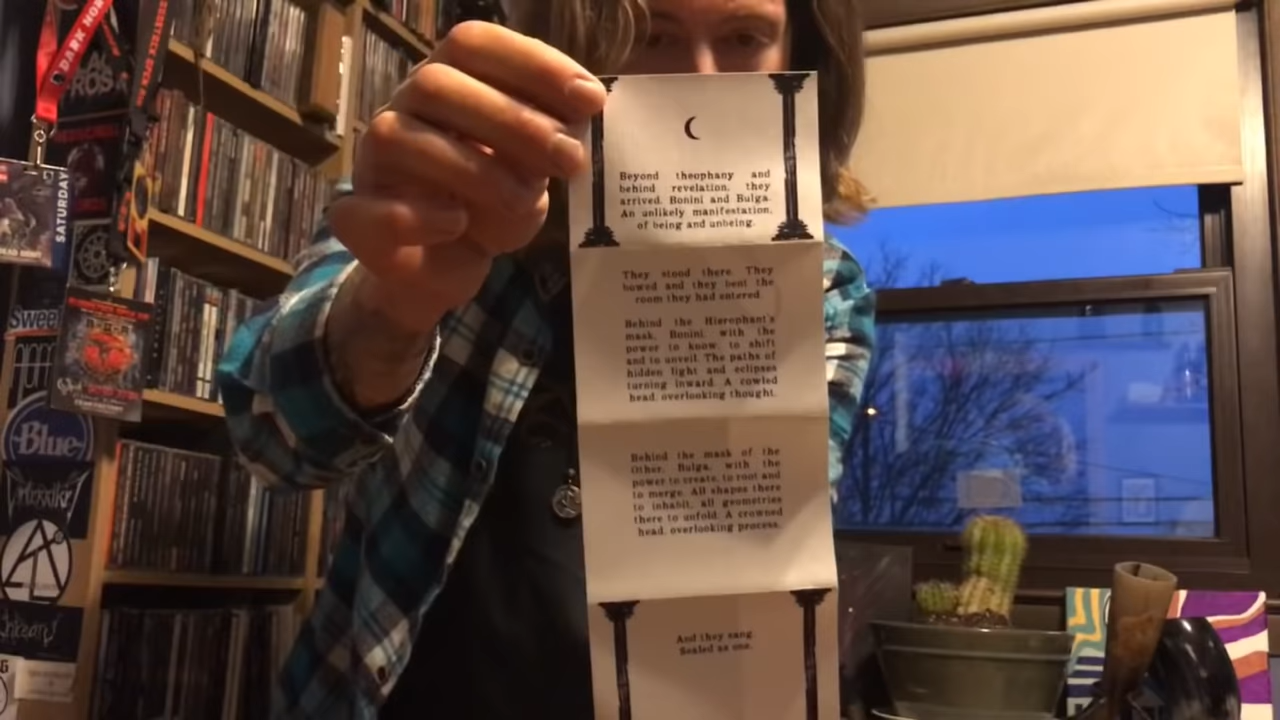 DARK NOR
SATURDAY
Sweet
Blue
Beyond theophany and
behind revelation, they
arrived. Bonini and Bulga.
An unlikely manifestation,
of being and unbeing.
They stood there. They
bowed and they bent the
room they had entered.
Behind the Hierophant's
mask, Bonini, with the
power to know, to shift
and to unveil. The paths of
hidden light and eclipses
turning inward. A cowled
head, overlooking thought.
Behind the mask of the
Other, Bulga, with the
power to create, to root and
to merge. All shapes there
to inhabit, all geometries
there to unfold. A crowned
head, overlooking process.
And they sang.
Sealed as one.